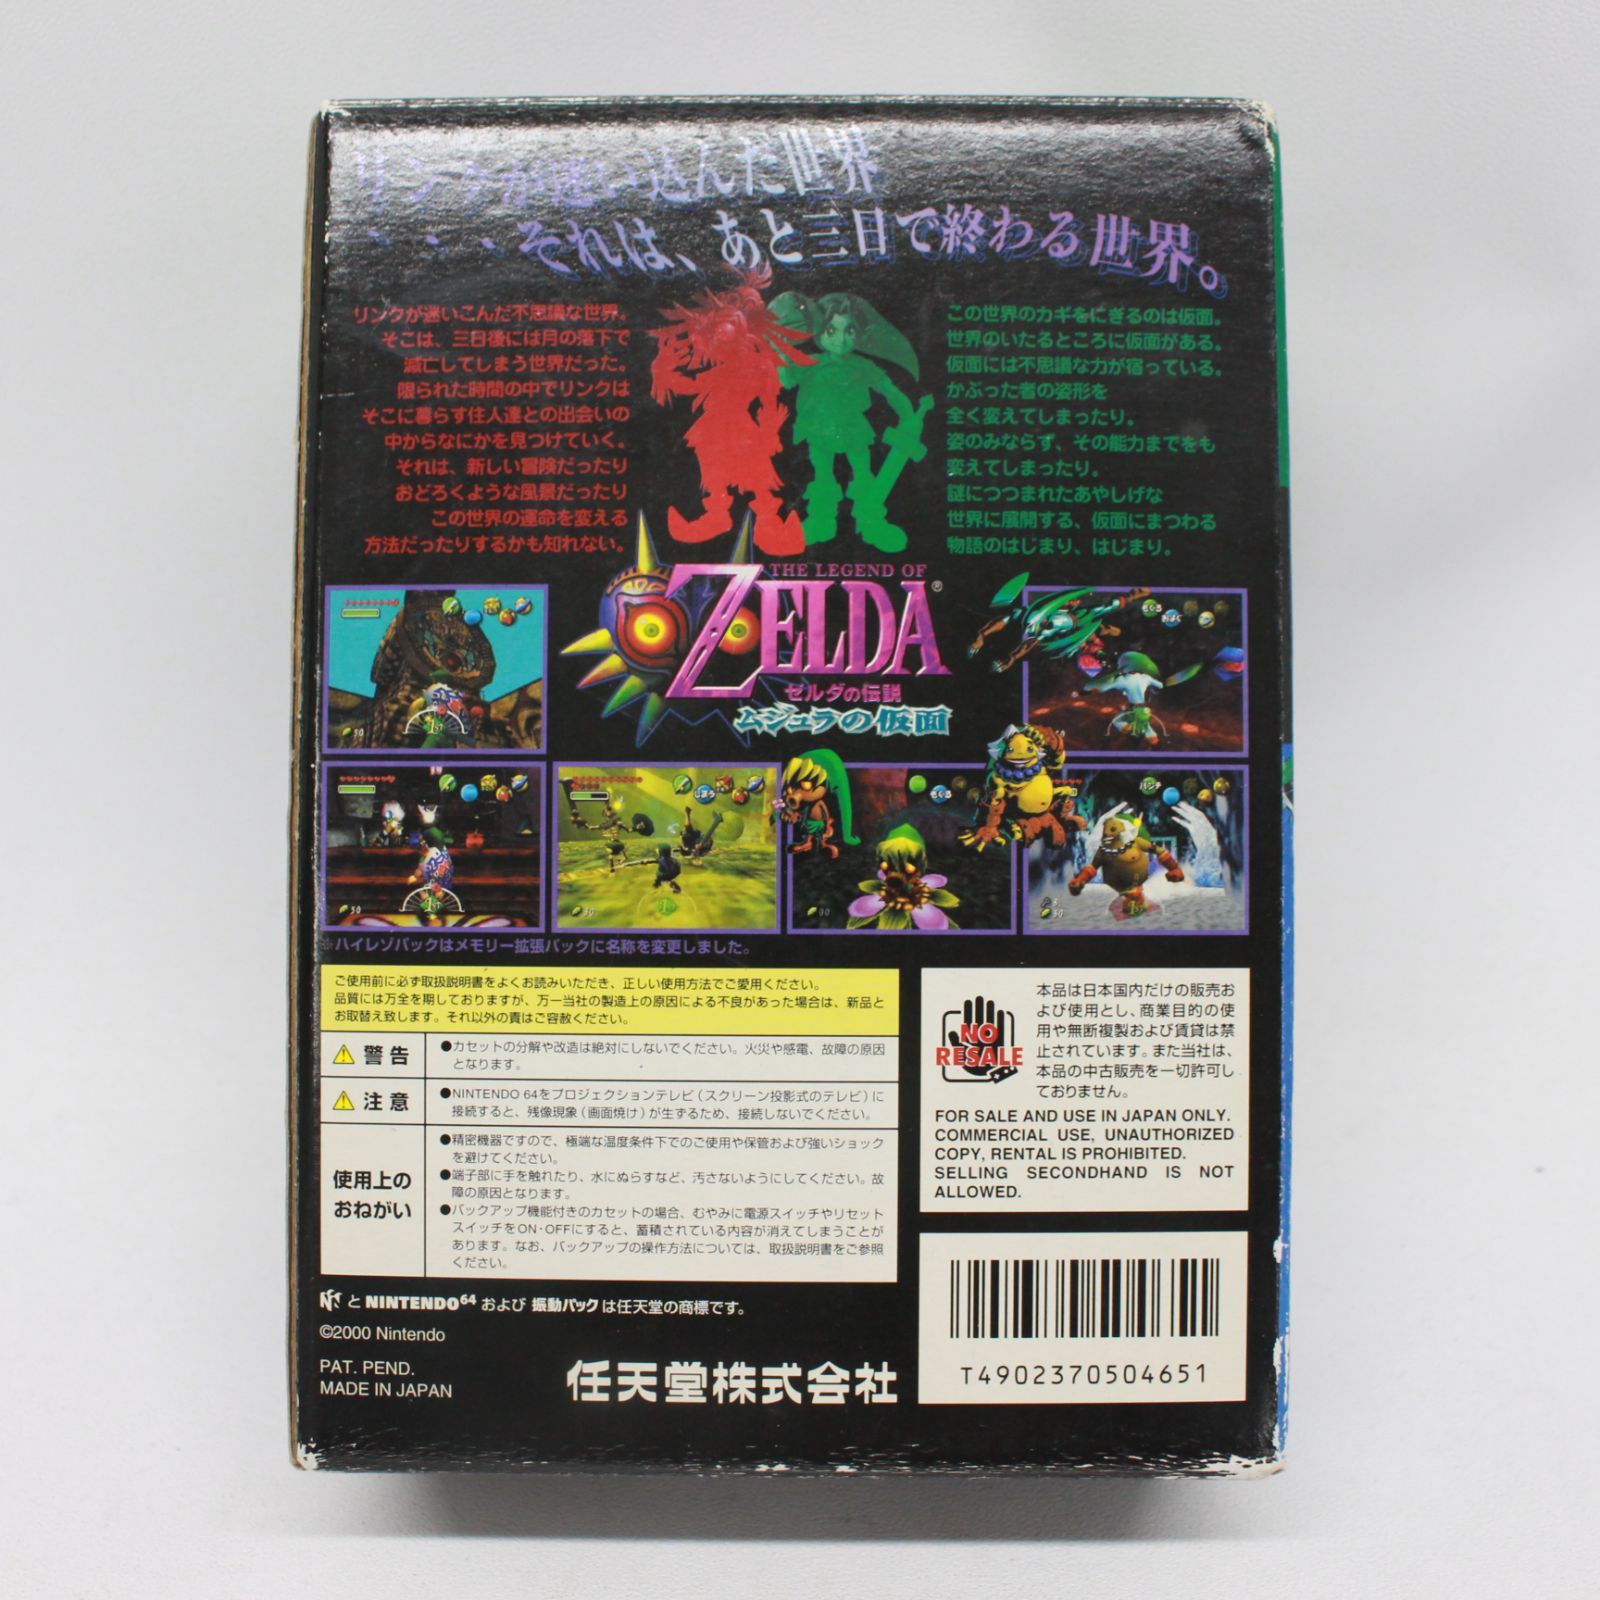 リンクが迷い込んだ世界
・・・それは、あと三日で終わる世界。
リンクが迷いこんだ不思議な世界。
そこは、三日後には月の落下で
滅亡してしまう世界だった。
限られた時間の中でリンクは
そこに暮らす住人達との出会いの
中からなにかを見つけていく。
それは、新しい冒険だったり
おどろくような風景だったり
この世界の運命を変える
方法だったりするかも知れない。
この世界のカギをにぎるのは仮面。
世界のいたるところに仮面がある。
仮面には不思議な力が宿っている。
かぶった者の姿形を
全く変えてしまったり。
姿のみならず、その能力までをも
変えてしまったり。
謎につつまれたあやしげな
世界に展開する、仮面にまつわる
物語のはじまり、はじまり。
THE LEGEND OF
ZELDA®
ゼルダの伝説
ムジュラの仮面
※ハイレゾパックはメモリー拡張パックに名称を変更しました。
ご使用前に必ず取扱説明書をよくお読みいただき、正しい使用方法でご愛用ください。
品質には万全を期しておりますが、万一当社の製造上の原因による不良があった場合は、新品と
お取替え致します。それ以外の責はご容赦ください。
警告
●カセットの分解や改造は絶対にしないでください。火災や感電、故障の原因
となります。
注意
●NINTENDO 64をプロジェクションテレビ(スクリーン投影式のテレビ)に
接続すると、残像現象(画面焼け)が生ずるため、接続しないでください。
使用上の
おねがい
●精密機器ですので、極端な温度条件下でのご使用や保管および強いショック
を避けてください。
●端子部に手を触れたり、水にぬらすなど、汚さないようにしてください。故
障の原因となります。
●バックアップ機能付きのカセットの場合、むやみに電源スイッチやリセット
スイッチをON・OFFにすると、蓄積されている内容が消えてしまうことが
あります。なお、バックアップの操作方法については、取扱説明書をご参照
ください。
NO
RESALE
本品は日本国内だけの販売お
よび使用とし、商業目的の使
用や無断複製および賃貸は禁
止されています。また当社は、
本品の中古販売を一切許可し
ておりません。
FOR SALE AND USE IN JAPAN ONLY.
COMMERCIAL USE, UNAUTHORIZED
COPY, RENTAL IS PROHIBITED.
SELLING SECONDHAND IS NOT
ALLOWED.
と NINTENDO64 および 振動パック は任天堂の商標です。
©2000 Nintendo
PAT. PEND.
MADE IN JAPAN
任天堂株式会社
T4902370504651